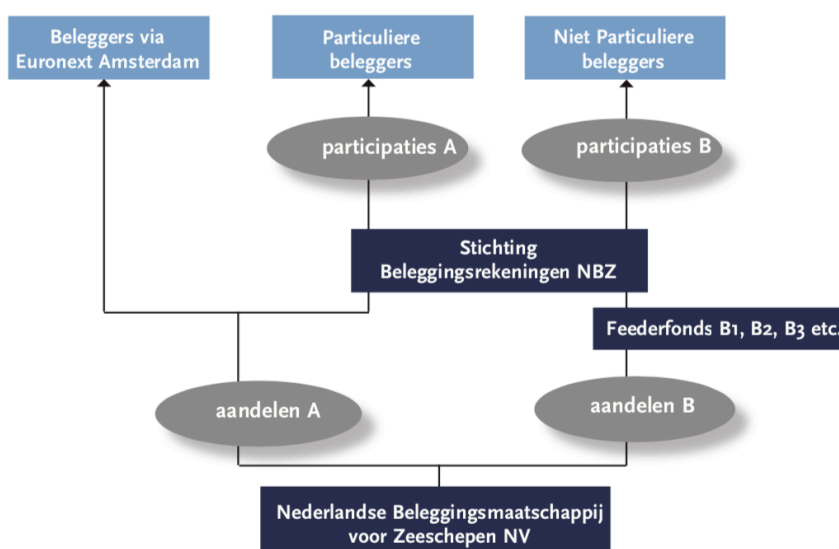 Beleggers via
Euronext Amsterdam
Particuliere
beleggers
Niet Particuliere
beleggers
participaties A
participaties B
Stichting
Beleggingsrekeningen NBZ
Feederfonds B1, B2, B3 etc.
aandelen A
aandelen B
Nederlandse Beleggingsmaatschappij
voor Zeeschepen NV